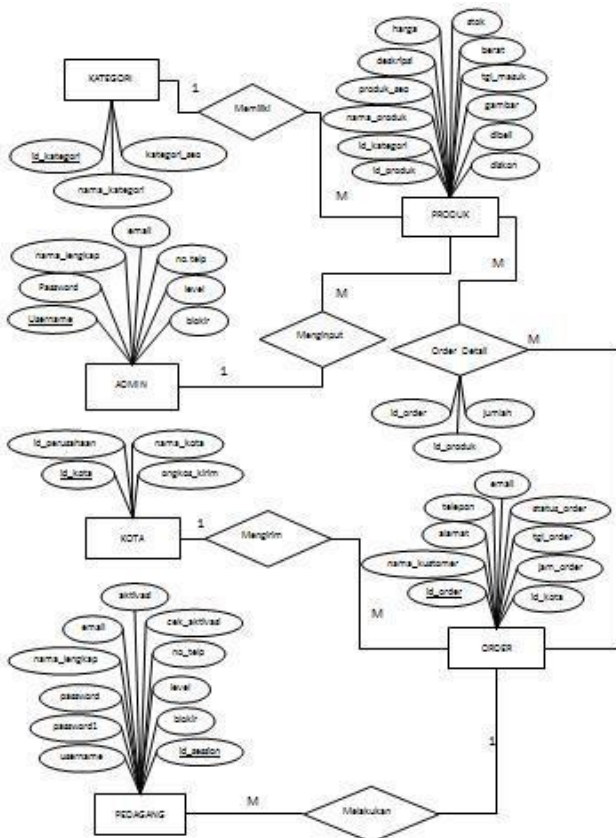 harga
stok
deskripsi
berat
produk_seo
tgl_masuk
nama_produk
gambar
id_kategori
dibeli
id_produk
diskon
KATEGORI
1
Memiliki
id_kategori
kategori_seo
nama_kategori
M
PRODUK
email
nama_lengkap
no.telp
Password
level
Username
blokir
ADMIN
1
M
Menginput
M
Order Detail
M
id_order
jumlah
id_produk
id_perusahaan
nama_kota
id_kota
ongkos_kirim
KOTA
1
Mengirim
M
email
telepon
status_order
alamat
tgl_order
nama_kustomer
jam_order
id_order
id_kota
ORDER
aktivasi
email
cek_aktivasi
nama_lengkap
no_telp
password
level
password1
blokir
username
id_session
PEDAGANG
M
Melakukan
1